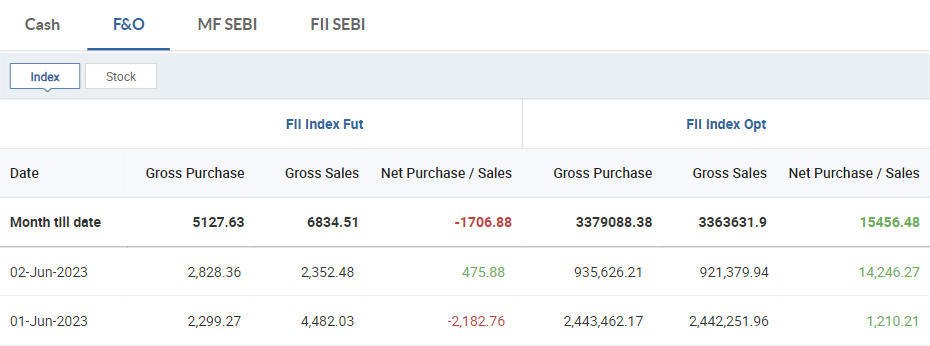 Cash F&O MF SEBI FII SEBI
Index Stock
FII Index Fut FII Index Opt
Date Gross Purchase Gross Sales Net Purchase / Sales Gross Purchase Gross Sales Net Purchase / Sales
Month till date 5127.63 6834.51 -1706.88 3379088.38 3363631.9 15456.48
02-Jun-2023 2,828.36 2,352.48 475.88 935,626.21 921,379.94 14,246.27
01-Jun-2023 2,299.27 4,482.03 -2,182.76 2,443,462.17 2,442,251.96 1,210.21